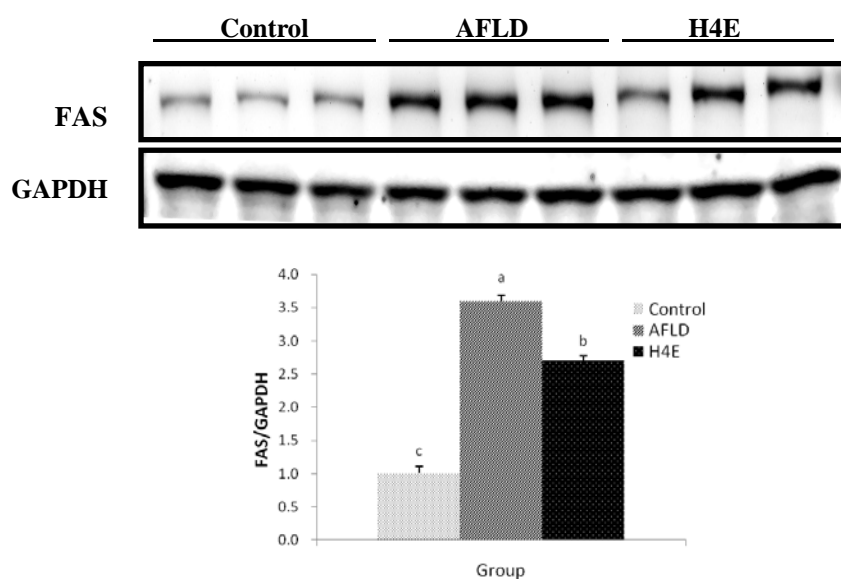 Control AFLD H4E
FAS
GAPDH
4.0
3.5
3.0
2.5
2.0
1.5
1.0
0.5
0.0
FAS/GAPDH
c
a
b
Control
AFLD
H4E
Group